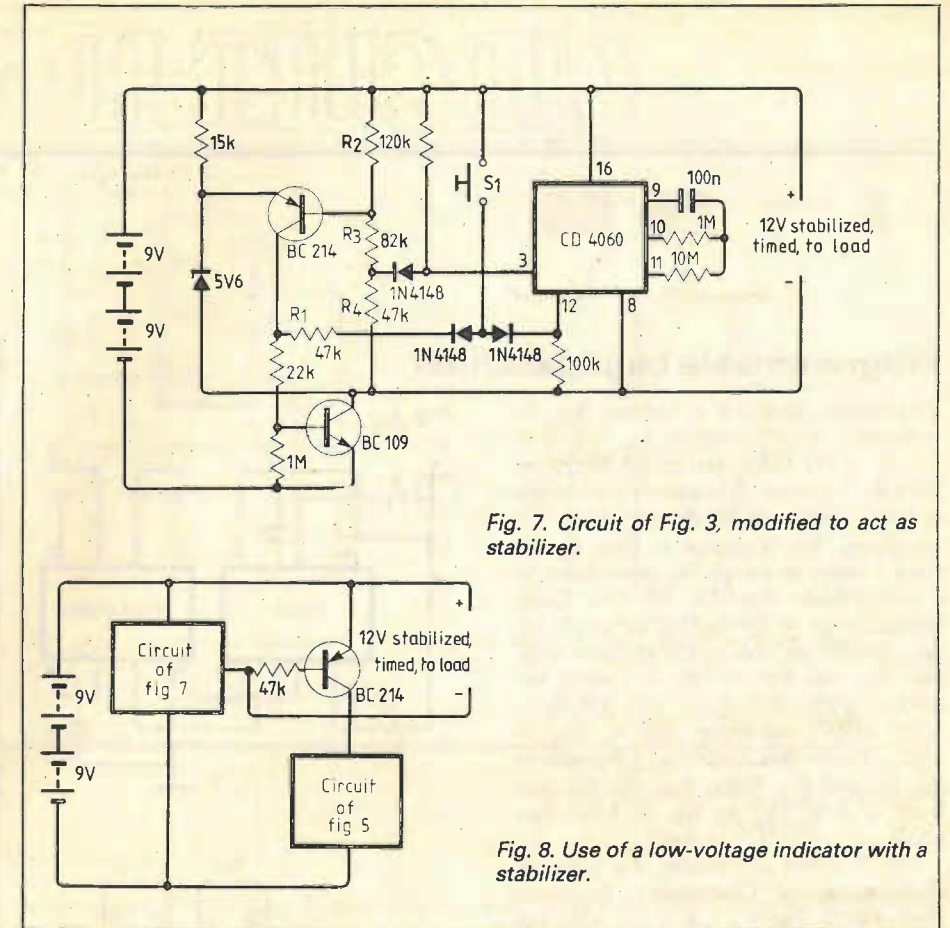 15k
R2 120k
S1
16
9
100n
10
1M
11
10M
CD 4060
3
12
8
+
12V stabilized,
timed, to load
–
9V
9V
BC 214
R3
82k
5V6
1N4148
R4
47k
R1
47k
1N4148
1N4148
100k
22k
BC 109
1M
Fig. 7. Circuit of Fig. 3, modified to act as
stabilizer.
Circuit
of
fig 7
47k
BC 214
+
12V stabilized,
timed, to load
–
9V
9V
Circuit
of
fig 5
Fig. 8. Use of a low-voltage indicator with a
stabilizer.